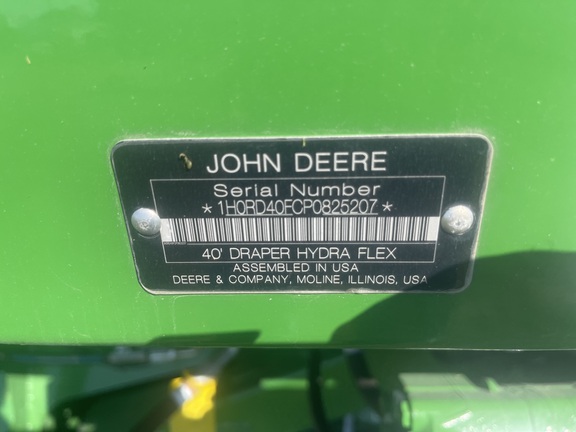 JOHN DEERE
Serial Number
*1H0RD40FCP0825207*
40' DRAPER HYDRA FLEX
ASSEMBLED IN USA
DEERE & COMPANY, MOLINE, ILLINOIS, USA